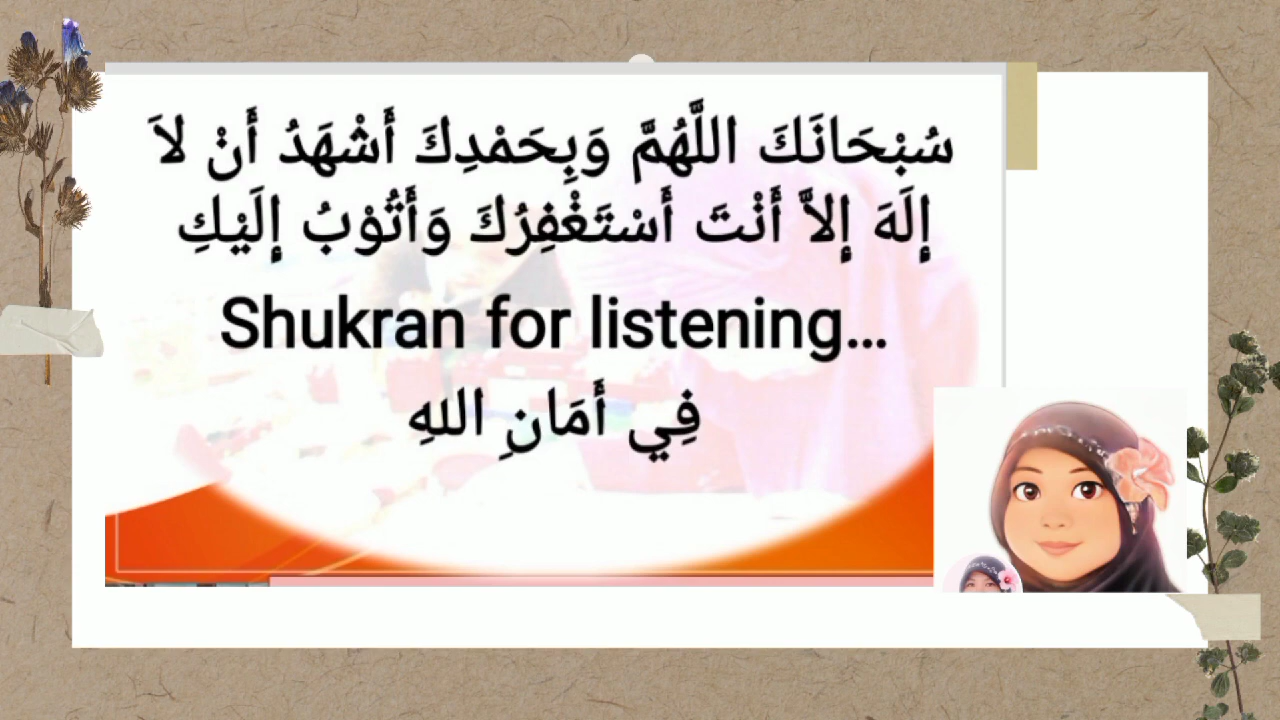 سُبْحَانَكَ اللَّهُمَّ وَبِحَمْدِكَ أَشْهَدُ أَنْ لاَ
إِلَهَ إِلاَّ أَنْتَ أَسْتَغْفِرُكَ وَأَتُوْبُ إِلَيْكِ
Shukran for listening...
فِي أَمَانِ اللهِ